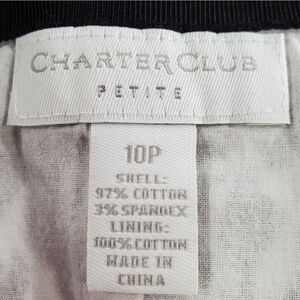 CHARTER CLUB
PETITE
10P
SHELL:
97% COTTON
3% SPANDEX
LINING:
100% COTTON
MADE IN
CHINA